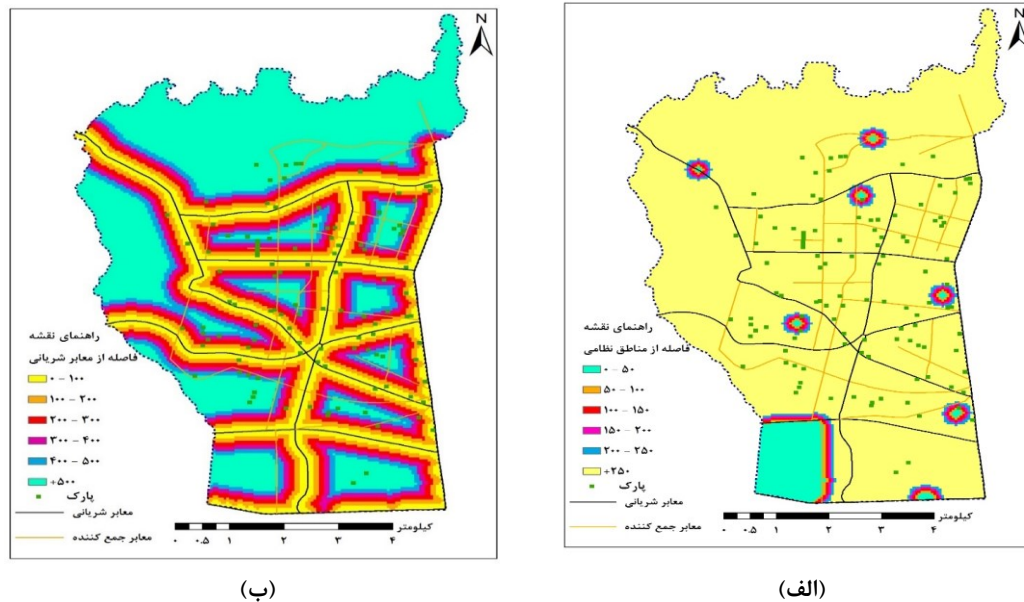 N
راهنمای نقشه
فاصله از مناطق نظامی
۰ - ۵۰
۵۰ - ۱۰۰
۱۰۰ - ۱۵۰
۱۵۰ - ۲۰۰
۲۰۰ - ۲۵۰
+۲۵۰
پارک
معابر شریانی
معابر جمع کننده
کیلومتر
۰ ۰.۵ ۱ ۲ ۳ ۴
(الف)
N
راهنمای نقشه
فاصله از معابر شریانی
۰ - ۱۰۰
۱۰۰ - ۲۰۰
۲۰۰ - ۳۰۰
۳۰۰ - ۴۰۰
۴۰۰ - ۵۰۰
+۵۰۰
پارک
معابر شریانی
معابر جمع کننده
کیلومتر
۰ ۰.۵ ۱ ۲ ۳ ۴
(ب)